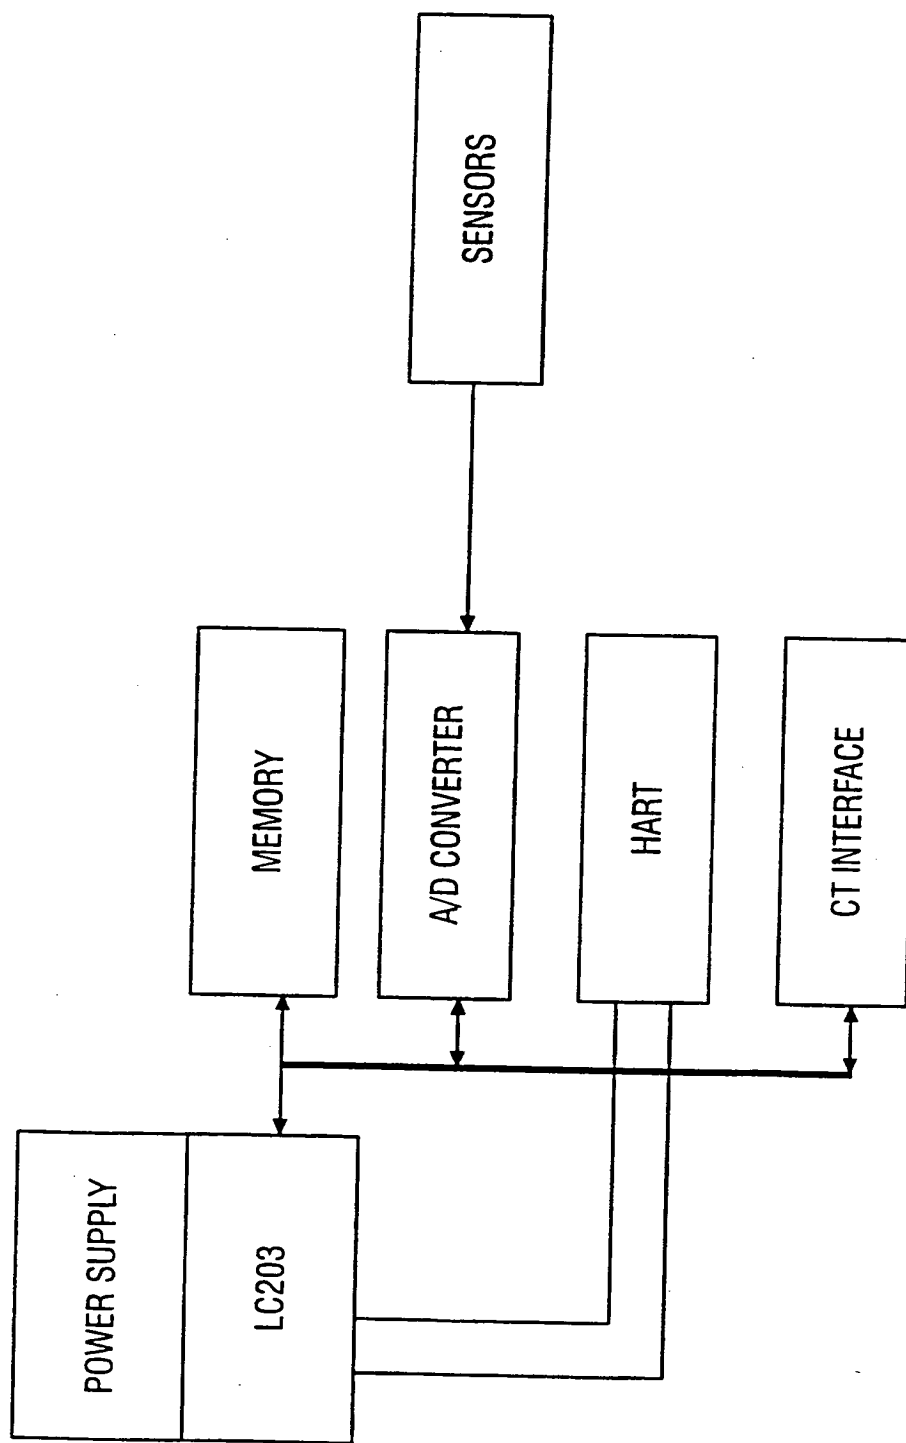 POWER SUPPLY
LC203
MEMORY
A/D CONVERTER
HART
CT INTERFACE
SENSORS